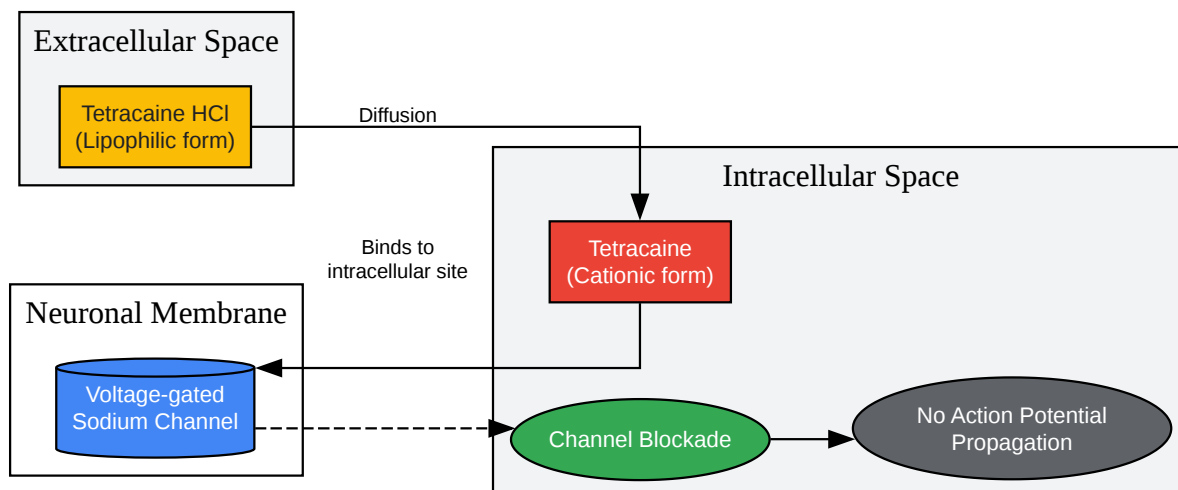 Extracellular Space
Tetracaine HCl
(Lipophilic form)
Diffusion
Intracellular Space
Tetracaine
(Cationic form)
Binds to
intracellular site
Neuronal Membrane
Voltage-gated
Sodium Channel
Channel Blockade
No Action Potential
Propagation